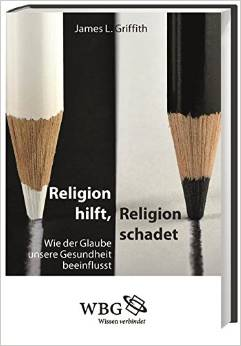 James L. Griffith
Religion
hilft,
Religion
schadet
Wie der Glaube
unsere Gesundheit
beeinflusst
WBG
Wissen verbindet